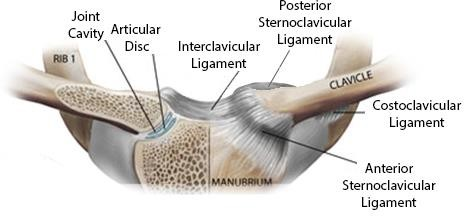 Joint
Cavity
Articular
Disc
Interclavicular
Ligament
Posterior
Sternoclavicular
Ligament
RIB 1
CLAVICLE
Costoclavicular
Ligament
MANUBRIUM
Anterior
Sternoclavicular
Ligament